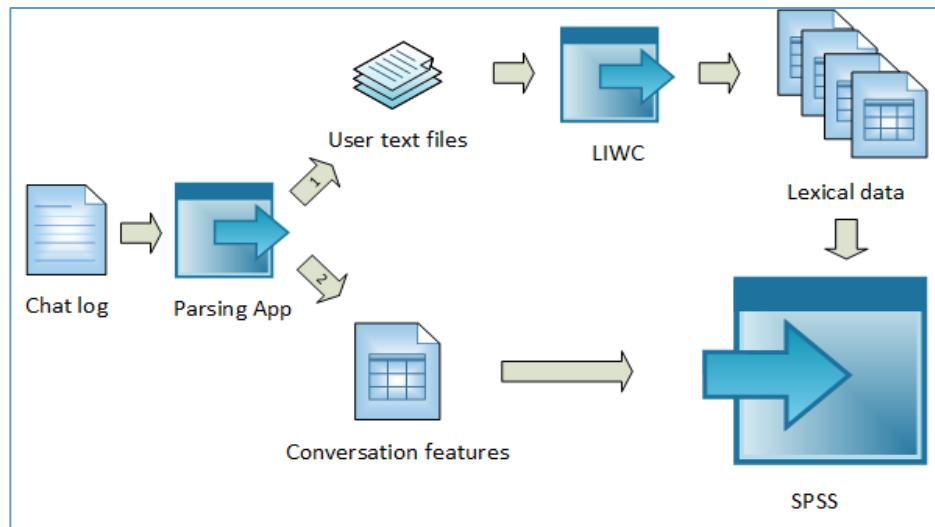 User text files
LIWC
Lexical data
1
Chat log
Parsing App
2
Conversation features
SPSS